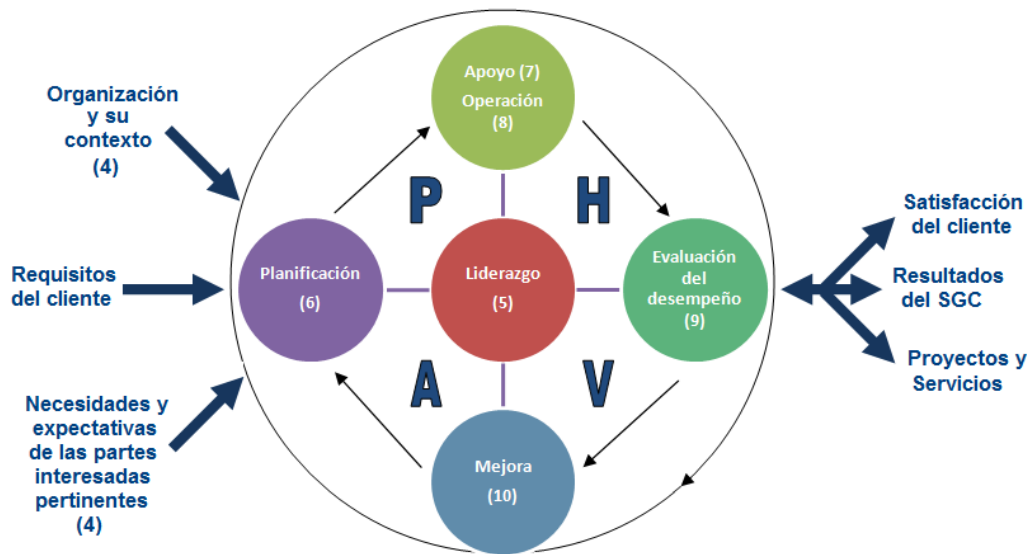 Organización
y su
contexto
(4)
Requisitos
del cliente
Necesidades y
expectativas
de las partes
interesadas
pertinentes
(4)
Apoyo (7)
Operación
(8)
P
H
Planificación
(6)
Liderazgo
(5)
Evaluación
del
desempeño
(9)
A
V
Mejora
(10)
Satisfacción
del cliente
Resultados
del SGC
Proyectos y
Servicios